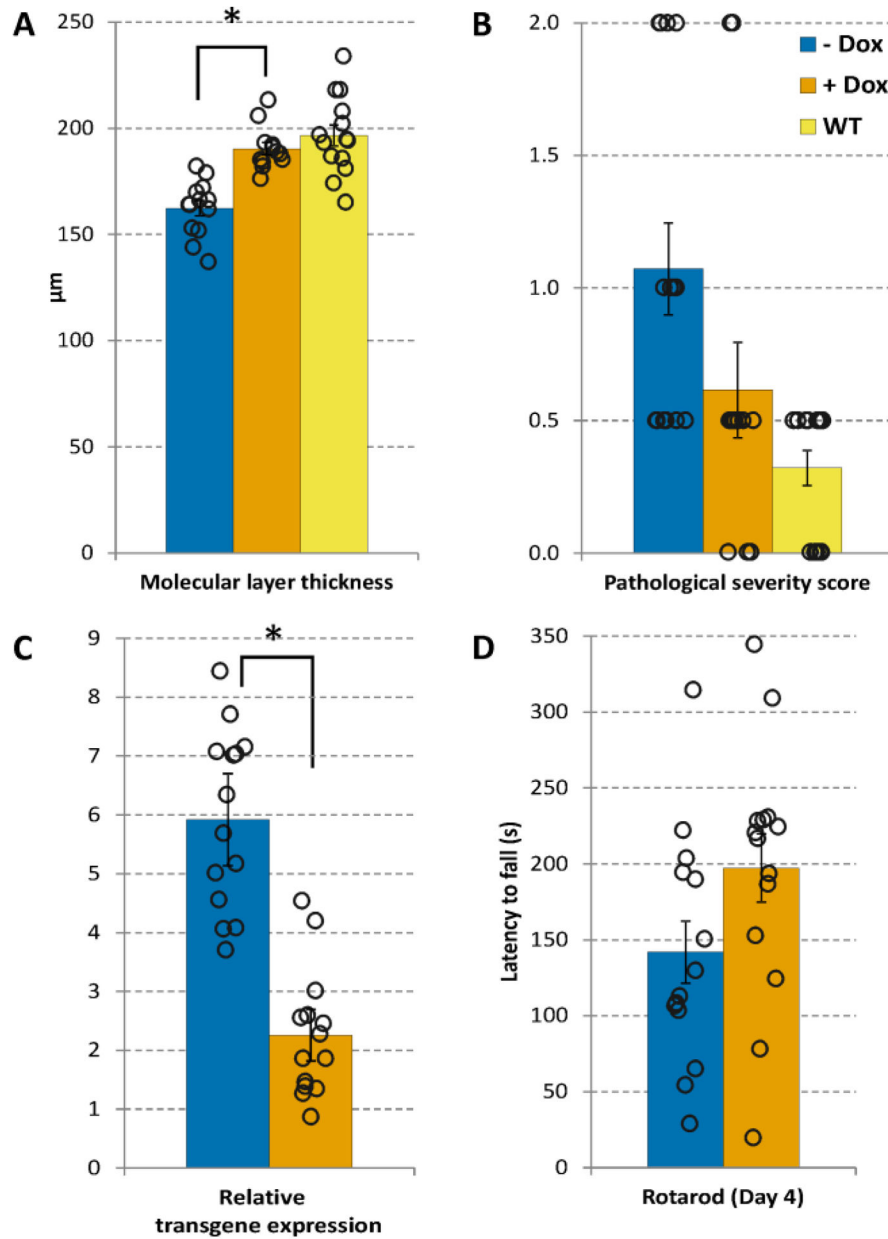 A
*
250
200
150
100
50
0
µm
Molecular layer thickness
B
2.0
1.5
1.0
0.5
0.0
- Dox
+ Dox
WT
Pathological severity score
C
*
9
8
7
6
5
4
3
2
1
0
Relative
transgene expression
D
350
300
250
200
150
100
50
0
Latency to fall (s)
Rotarod (Day 4)